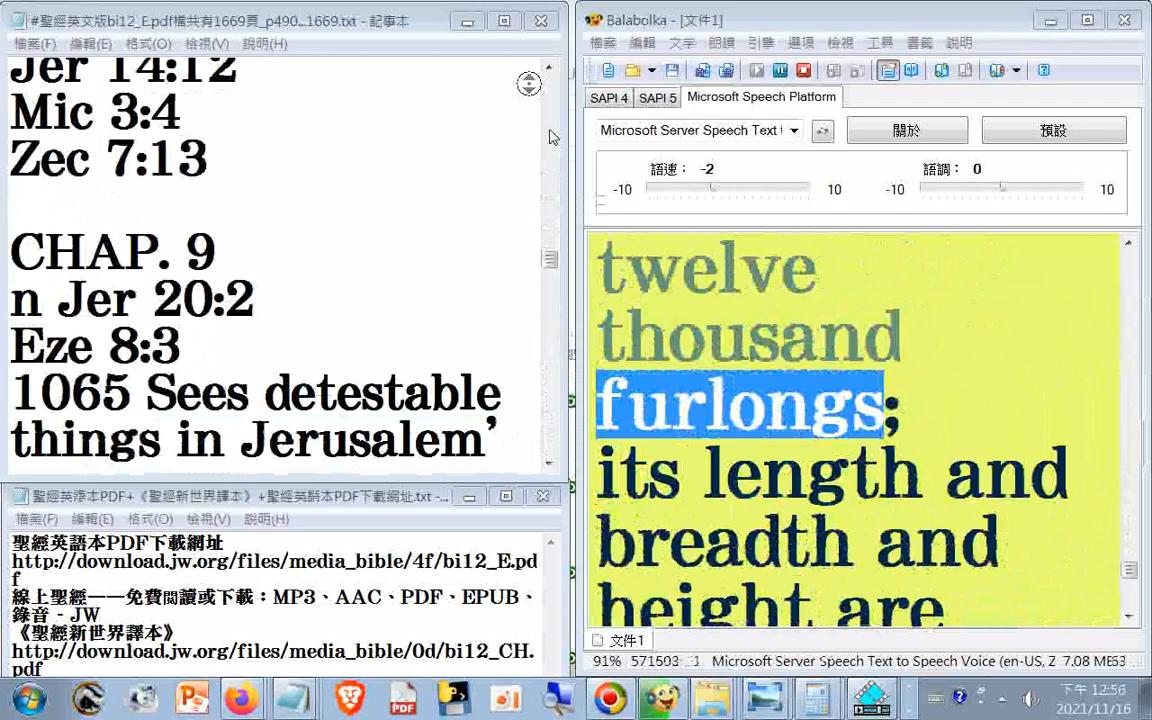 #聖經英文版bi12_E.pdf檔共有1669頁_p490...1669.txt - 記事本
檔案(F) 編輯(E) 格式(O) 檢視(V) 說明(H)
Jer 14:12
Mic 3:4
Zec 7:13
CHAP. 9
n Jer 20:2
Eze 8:3
1065 Sees detestable
things in Jerusalem’
聖經英漢本PDF+《聖經新世界譯本》+聖經英語本PDF下載網址.txt - ...
檔案(F) 編輯(E) 格式(O) 檢視(V) 說明(H)
聖經英語本PDF下載網址
http://download.jw.org/files/media_bible/4f/bi12_E.pd
f
線上聖經——免費閱讀或下載：MP3、AAC、PDF、EPUB、
錄音 - JW
《聖經新世界譯本》
http://download.jw.org/files/media_bible/0d/bi12_CH.
pdf
Balabolka - [文件1]
檔案 編輯 文字 朗讀 引擎 選項 檢視 工具 書籤 說明
SAPI 4 SAPI 5 Microsoft Speech Platform
Microsoft Server Speech Text 關於 預設
語速： -2 語調： 0
-10 10 -10 10
twelve
thousand
furlongs;
its length and
breadth and
height are
文件1
91% 571503: 1 Microsoft Server Speech Text to Speech Voice (en-US, Z 7.08 ME
下午 12:56
2021/11/16